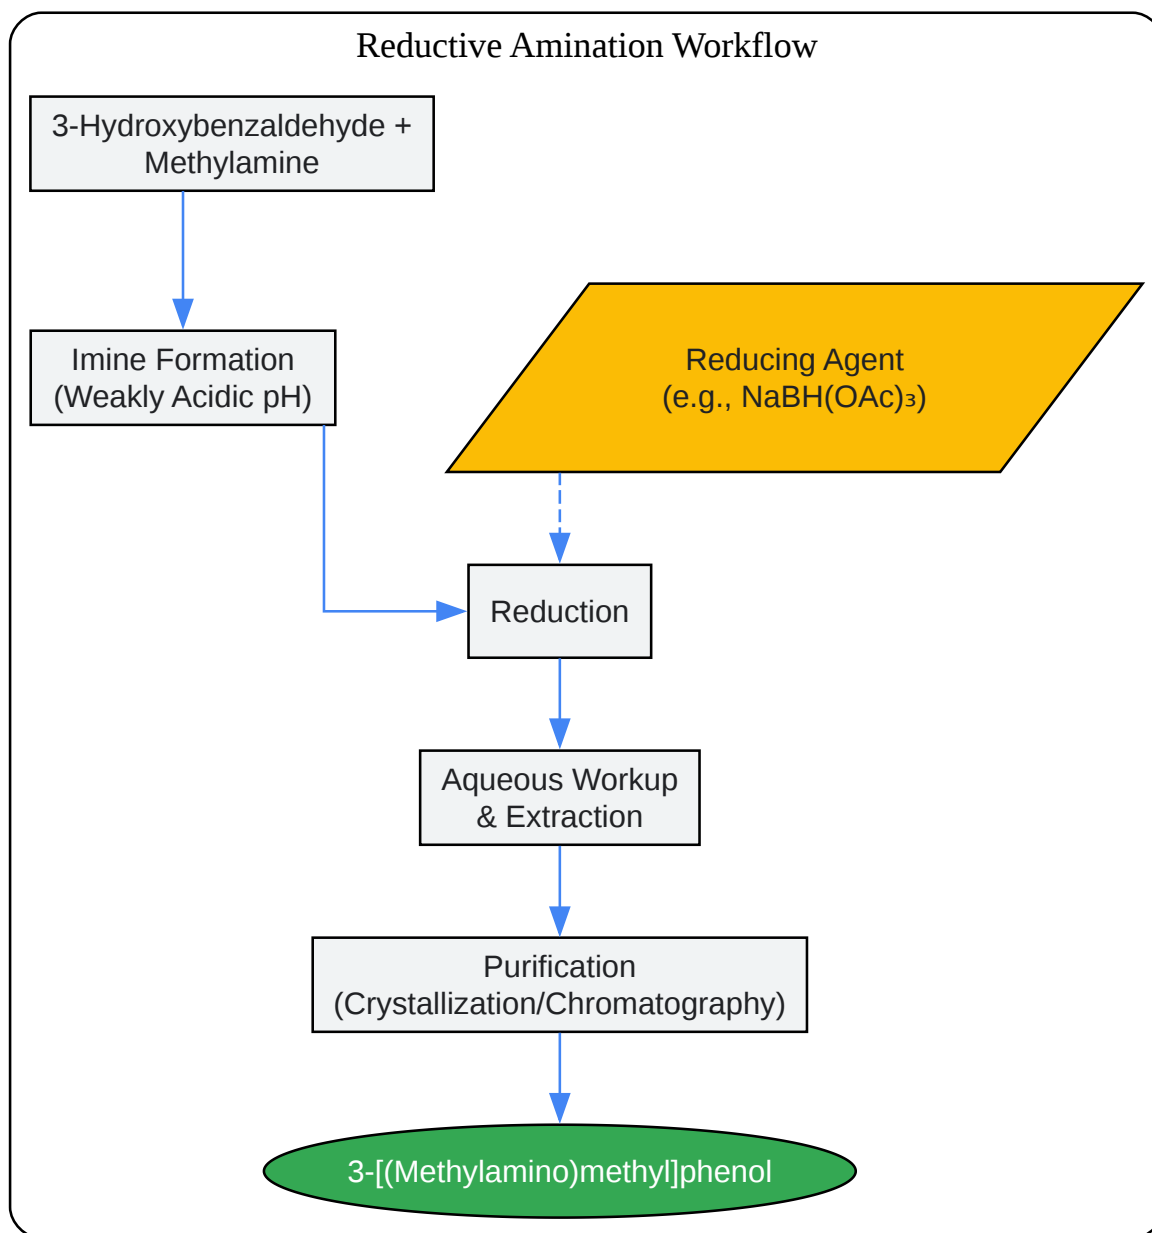 Reductive Amination Workflow
3-Hydroxybenzaldehyde +
Methylamine
Imine Formation
(Weakly Acidic pH)
Reducing Agent
(e.g., NaBH(OAc)₃)
Reduction
Aqueous Workup
& Extraction
Purification
(Crystallization/Chromatography)
3-[(Methylamino)methyl]phenol